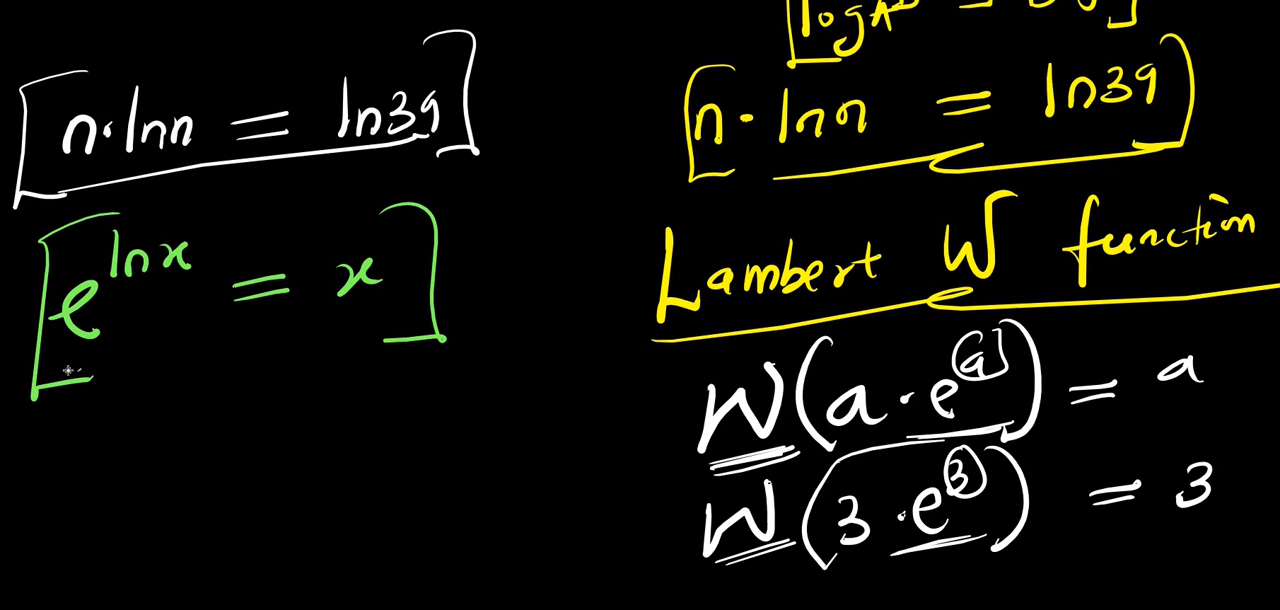 n·lnn = ln39
e^lnx = x
n·lnn = ln39
Lambert W function
W(a·e^a) = a
W(3·e^3) = 3